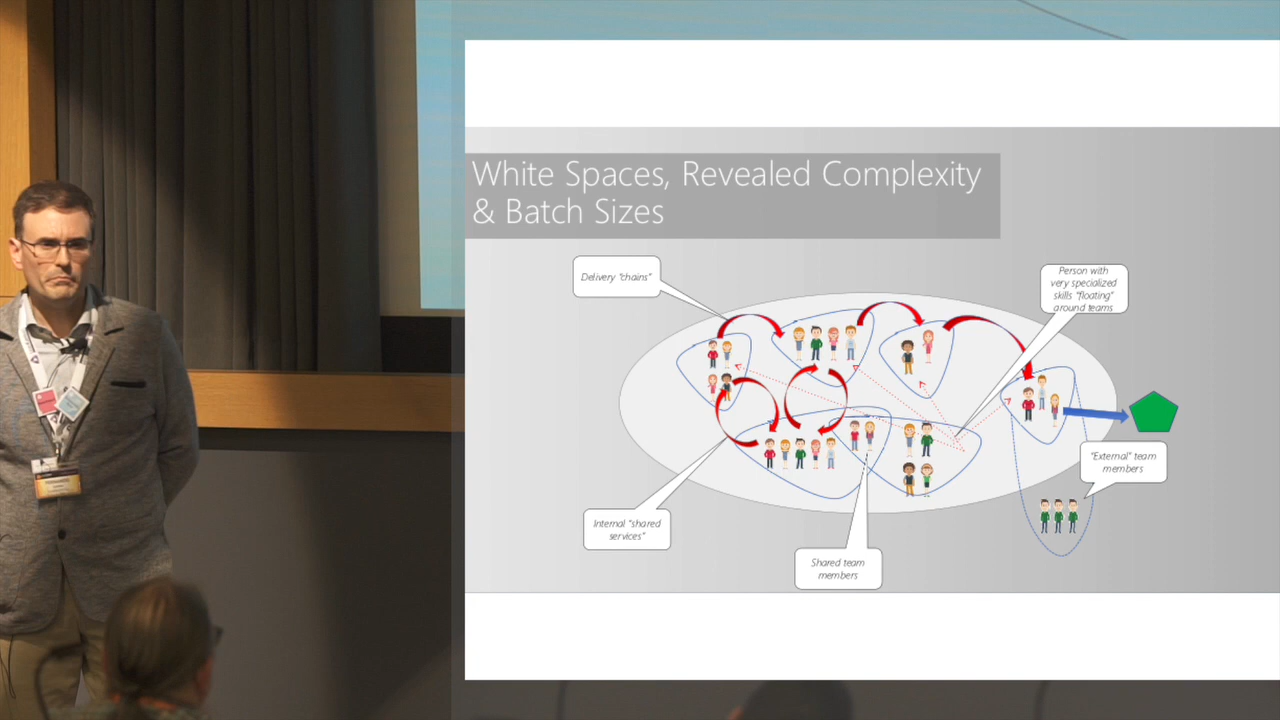 White Spaces, Revealed Complexity
& Batch Sizes
Delivery "chains"
Person with
very specialized
skills "floating"
around teams
"External" team
members
Internal "shared
services"
Shared team
members